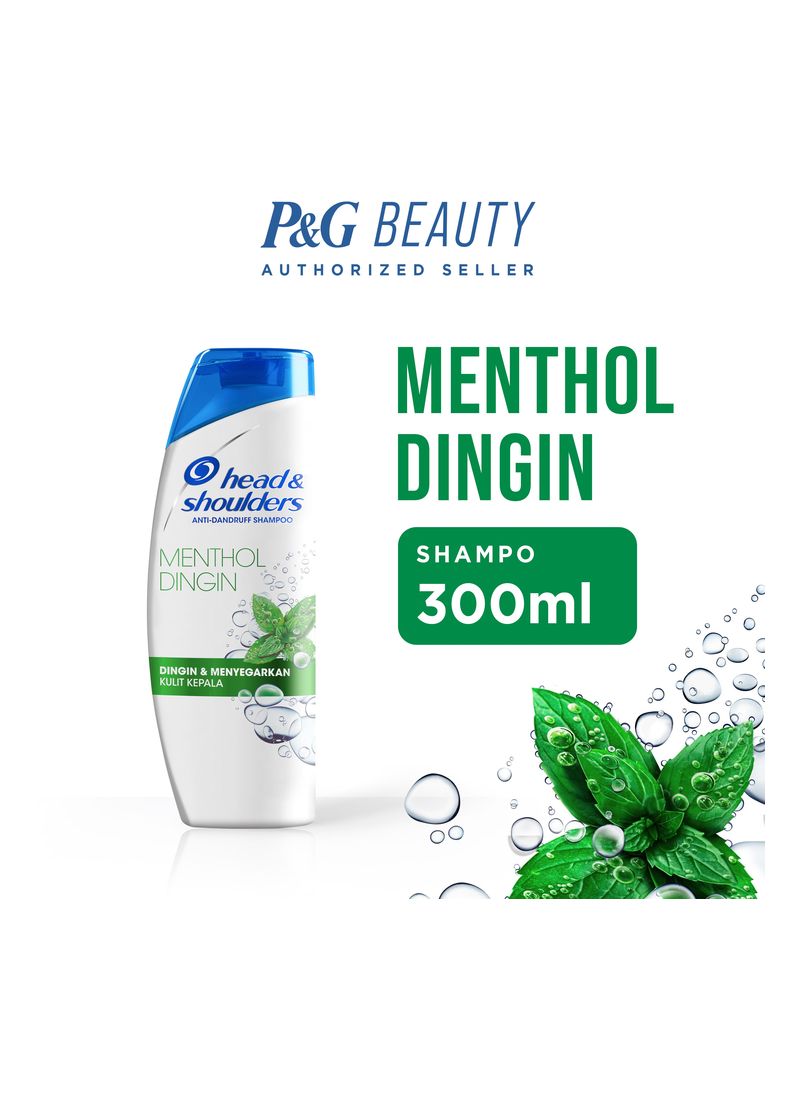 P&G BEAUTY
AUTHORIZED SELLER
MENTHOL
DINGIN
SHAMPO
300ml
head &
shoulders
ANTI-DANDRUFF SHAMPOO
MENTHOL
DINGIN
DINGIN & MENYEGARKAN
KULIT KEPALA